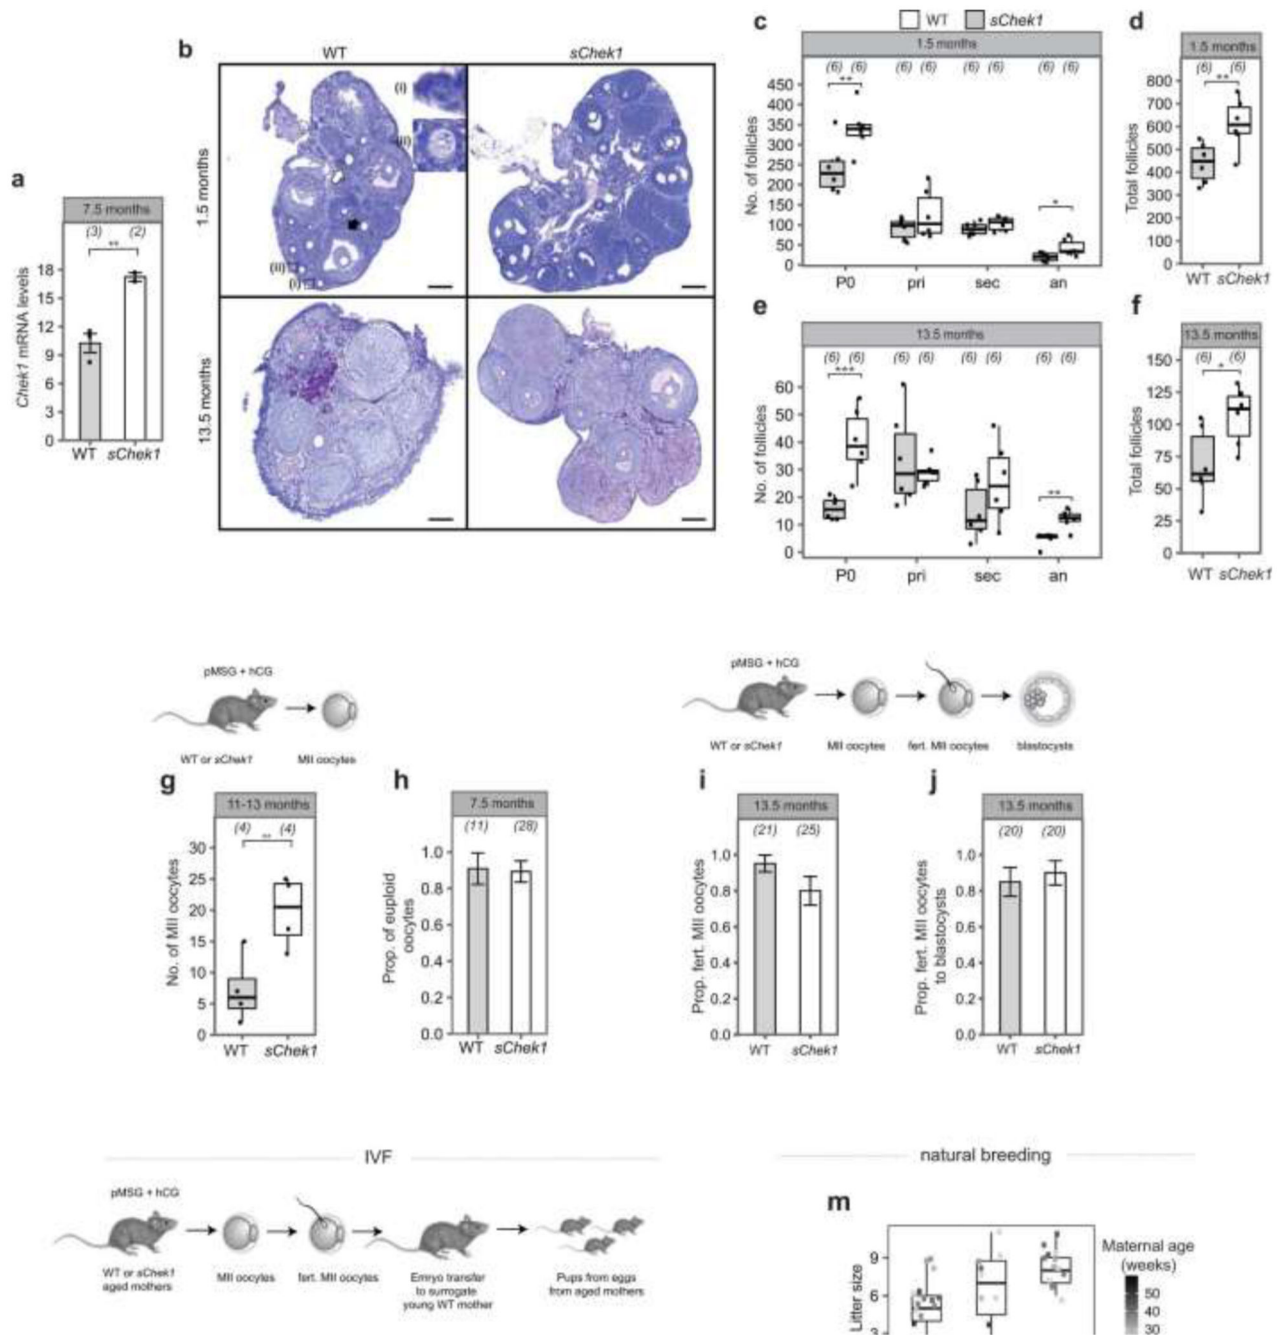 WT sChek1
a
7.5 months
(3) (2)
**
18
15
12
9
6
3
0
Chek1 mRNA levels
WT sChek1
b
WT sChek1
1.5 months
13.5 months
(i)
(ii)
(ii)
(i)
c
1.5 months
(6) (6) (6) (6) (6) (6) (6) (6)
**
*
450
400
350
300
250
200
150
100
50
0
No. of follicles
P0 pri sec an
d
1.5 months
(6) (6)
**
800
700
600
500
400
300
200
100
0
Total follicles
WT sChek1
e
13.5 months
(6) (6) (6) (6) (6) (6) (6) (6)
***
**
60
50
40
30
20
10
0
No. of follicles
P0 pri sec an
f
13.5 months
(6) (6)
*
150
125
100
75
50
25
0
Total follicles
WT sChek1
pMSG + hCG
WT or sChek1 MII oocytes
pMSG + hCG
WT or sChek1 MII oocytes fert. MII oocytes blastocysts
g
11-13 months
(4) (4)
**
30
25
20
15
10
5
0
No. of MII oocytes
WT sChek1
h
7.5 months
(11) (28)
1.0
0.8
0.6
0.4
0.2
0.0
Prop. of euploid
oocytes
WT sChek1
i
13.5 months
(21) (25)
1.0
0.8
0.6
0.4
0.2
0.0
Prop. fert. MII oocytes
WT sChek1
j
13.5 months
(20) (20)
1.0
0.8
0.6
0.4
0.2
0.0
Prop. fert. MII oocytes
to blastocysts
WT sChek1
IVF
pMSG + hCG
WT or sChek1
aged mothers
MII oocytes
fert. MII oocytes
Emryo transfer
to surrogate
young WT mother
Pups from eggs
from aged mothers
natural breeding
m
9
6
3
Litter size
Maternal age
(weeks)
50
40
30